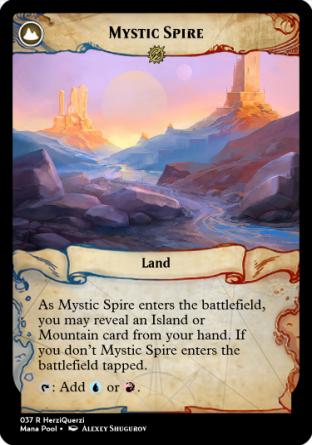 Mystic Spire
Land
As Mystic Spire enters the battlefield,
you may reveal an Island or
Mountain card from your hand. If
you don't Mystic Spire enters the
battlefield tapped.
: Add or .
037 R HerziQuerzi
Mana Pool • Alexey Shugurov